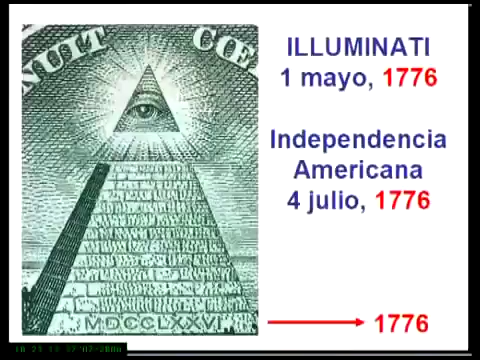 NUIT CŒ
ILLUMINATI
1 mayo, 1776
Independencia
Americana
4 julio, 1776
MDCCLXXVI
1776